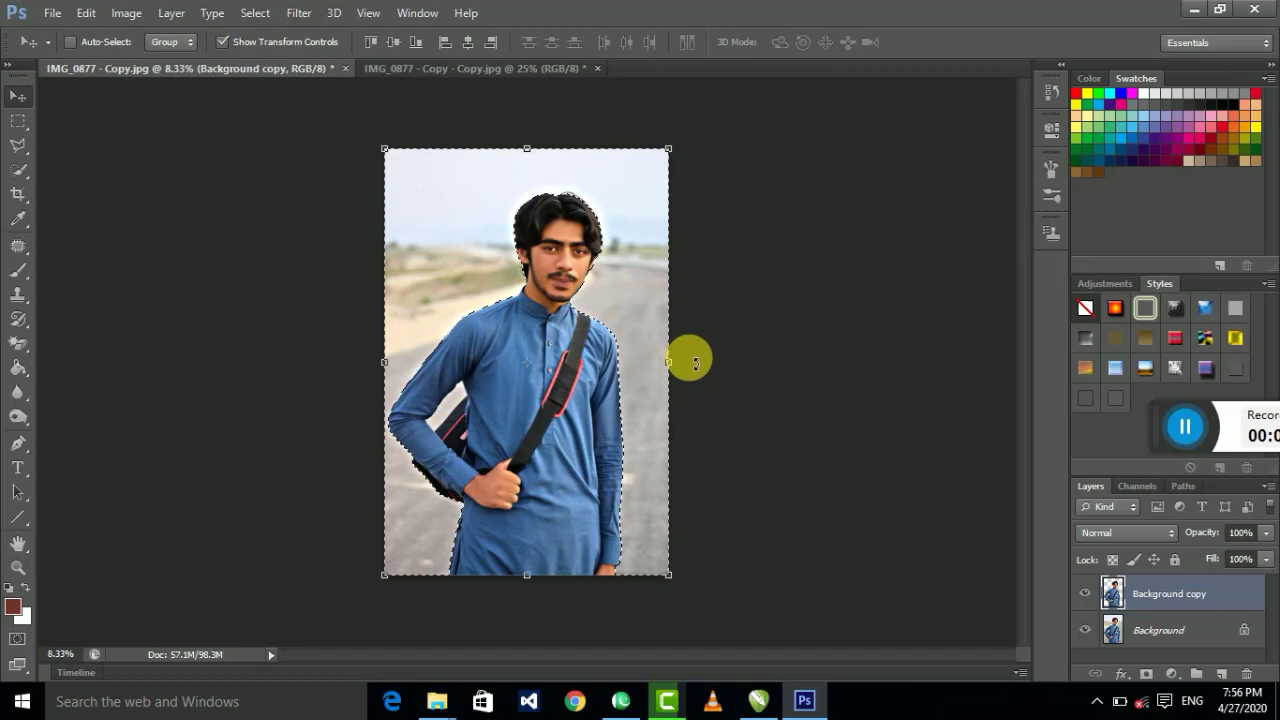 Ps File Edit Image Layer Type Select Filter 3D View Window Help
Auto-Select: Group Show Transform Controls 3D Mode: Essentials
IMG_0877 - Copy.jpg @ 8.33% (Background copy, RGB/8) * × IMG_0877 - Copy - Copy.jpg @ 25% (RGB/8) * ×
Color Swatches
Adjustments Styles
Recor
00:0
Layers Channels Paths
Kind
Normal Opacity: 100%
Lock: Fill: 100%
Background copy
Background
8.33% Doc: 57.1M/98.3M
Timeline
Search the web and Windows
Ps
ENG
7:56 PM
4/27/2020